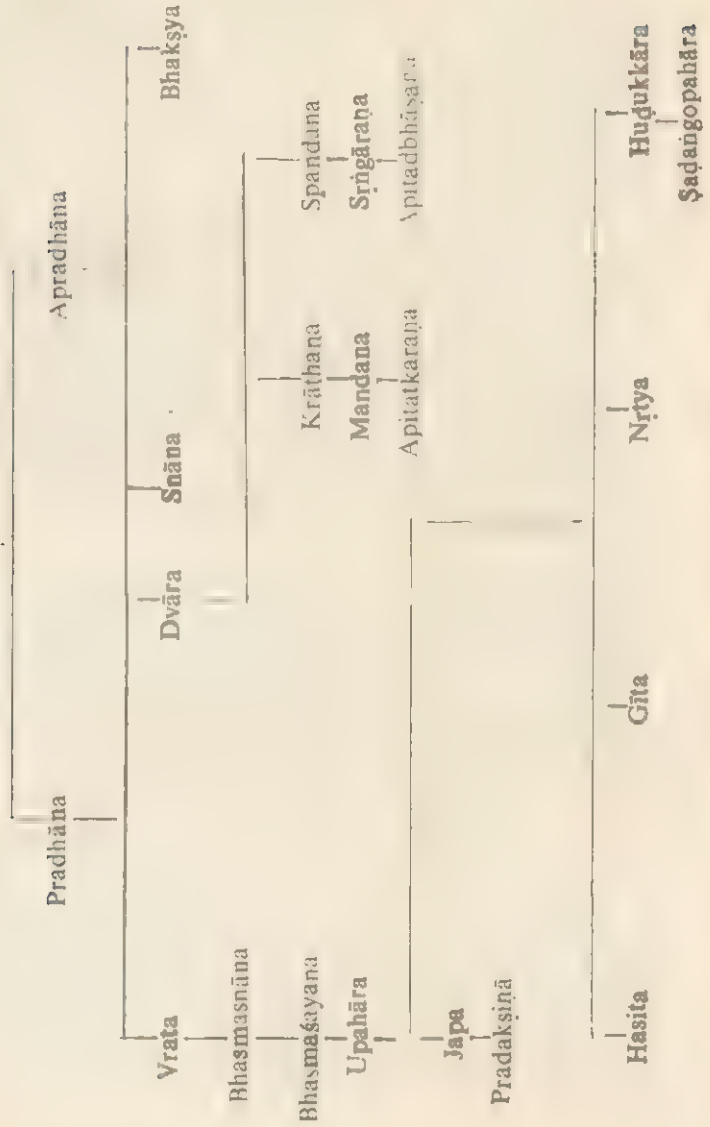 Pradhāna Apradhāna
Vrata Dvāra Snāna Bhakṣya
Bhasmasnāna
Bhasmaśayana Krāthana Spandana
Upahāra Mandana Sṛṅgāraṇa
Apitatkaraṇa
Japa
Pradakṣiṇā
Hasita Gīta Nṛtya Huḍukkāra
Ṣaḍaṅgopahāra